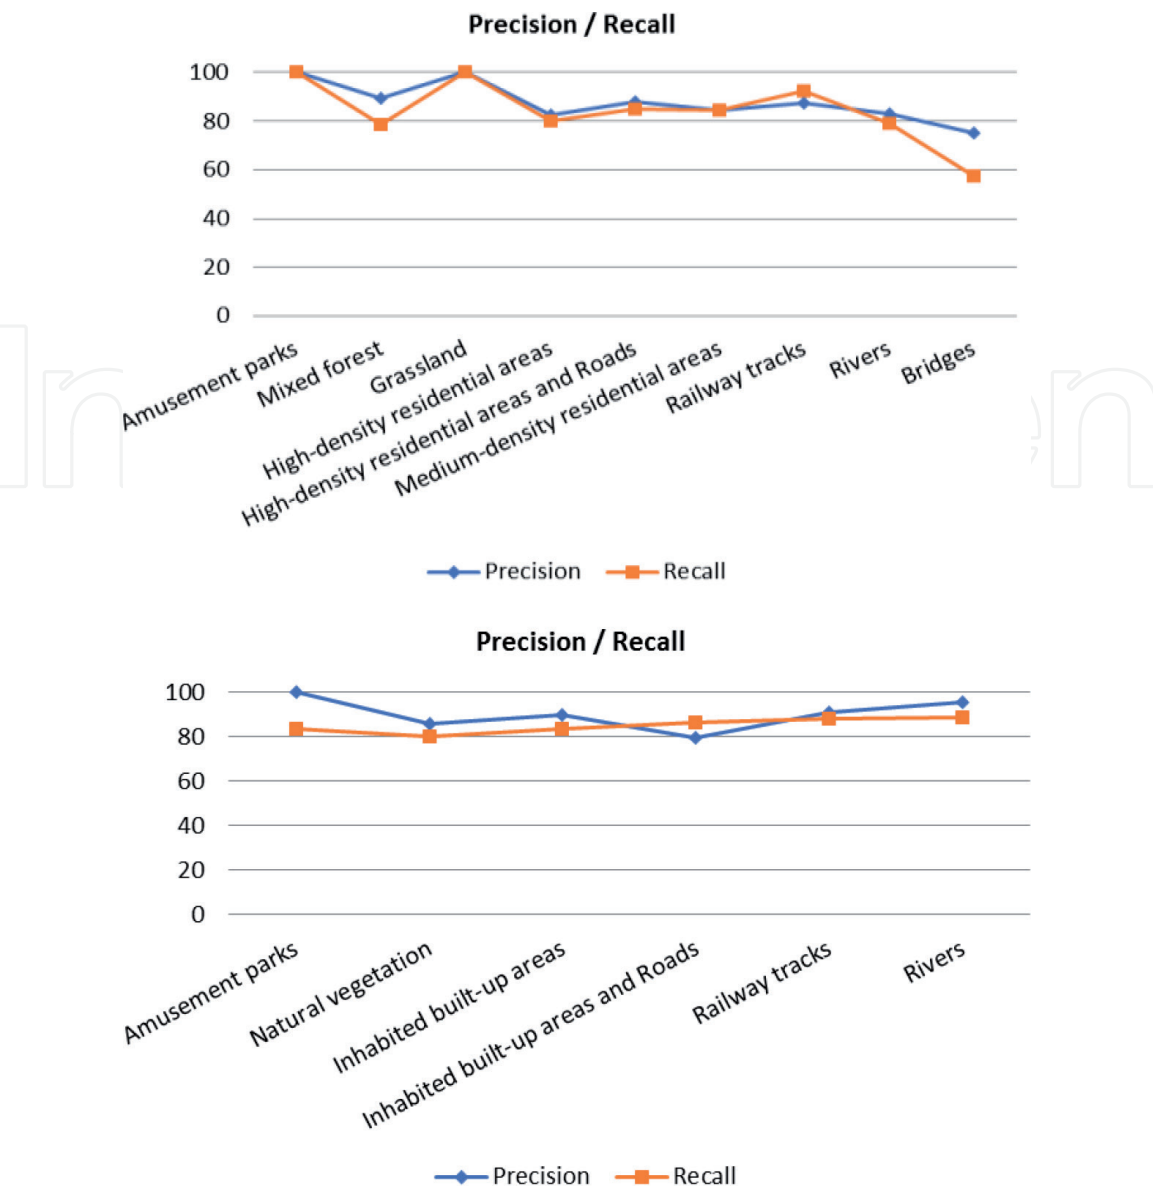 Precision / Recall
100
80
60
40
20
0
Amusement parks
Mixed forest
Grassland
High-density residential areas
High-density residential areas and Roads
Medium-density residential areas
Railway tracks
Rivers
Bridges
Precision
Recall
Precision / Recall
100
80
60
40
20
0
Amusement parks
Natural vegetation
Inhabited built-up areas
Inhabited built-up areas and Roads
Railway tracks
Rivers
Precision
Recall